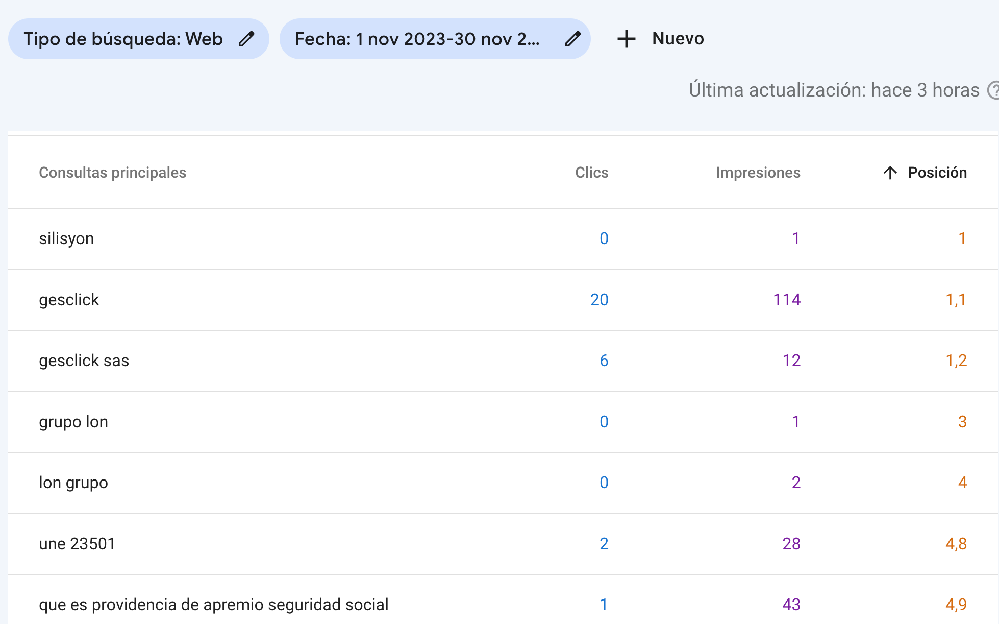 Tipo de búsqueda: Web
Fecha: 1 nov 2023-30 nov 2...
Nuevo
Última actualización: hace 3 horas
Consultas principales Clics Impresiones Posición
silisyon 0 1 1
gesclick 20 114 1,1
gesclick sas 6 12 1,2
grupo lon 0 1 3
lon grupo 0 2 4
une 23501 2 28 4,8
que es providencia de apremio seguridad social 1 43 4,9